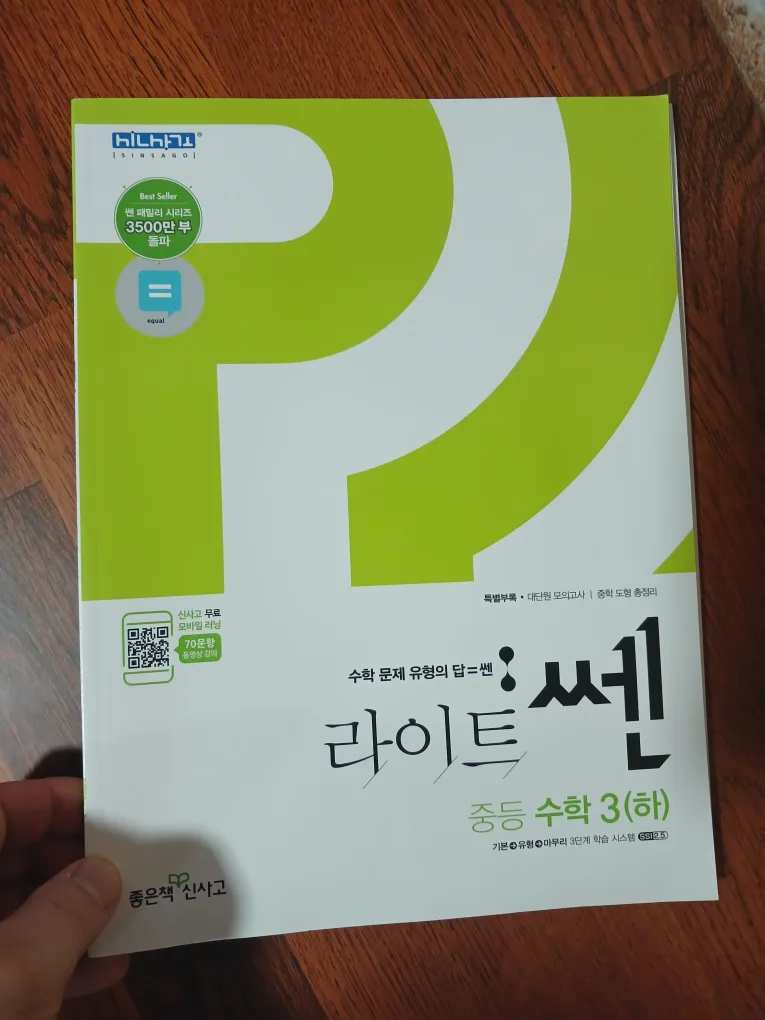 신사고®
|SINSAGO|
Best Seller
쎈 패밀리 시리즈
3500만 부
돌파
=
equal
특별부록 • 대단원 모의고사 | 중학 도형 총정리
신사고 무료
모바일 러닝
70문항
동영상 강의
수학 문제 유형의 답=쎈
라이트 쎈
중등 수학 3(하)
기본➔유형➔마무리 3단계 학습 시스템 SSI2.5
좋은책 신사고